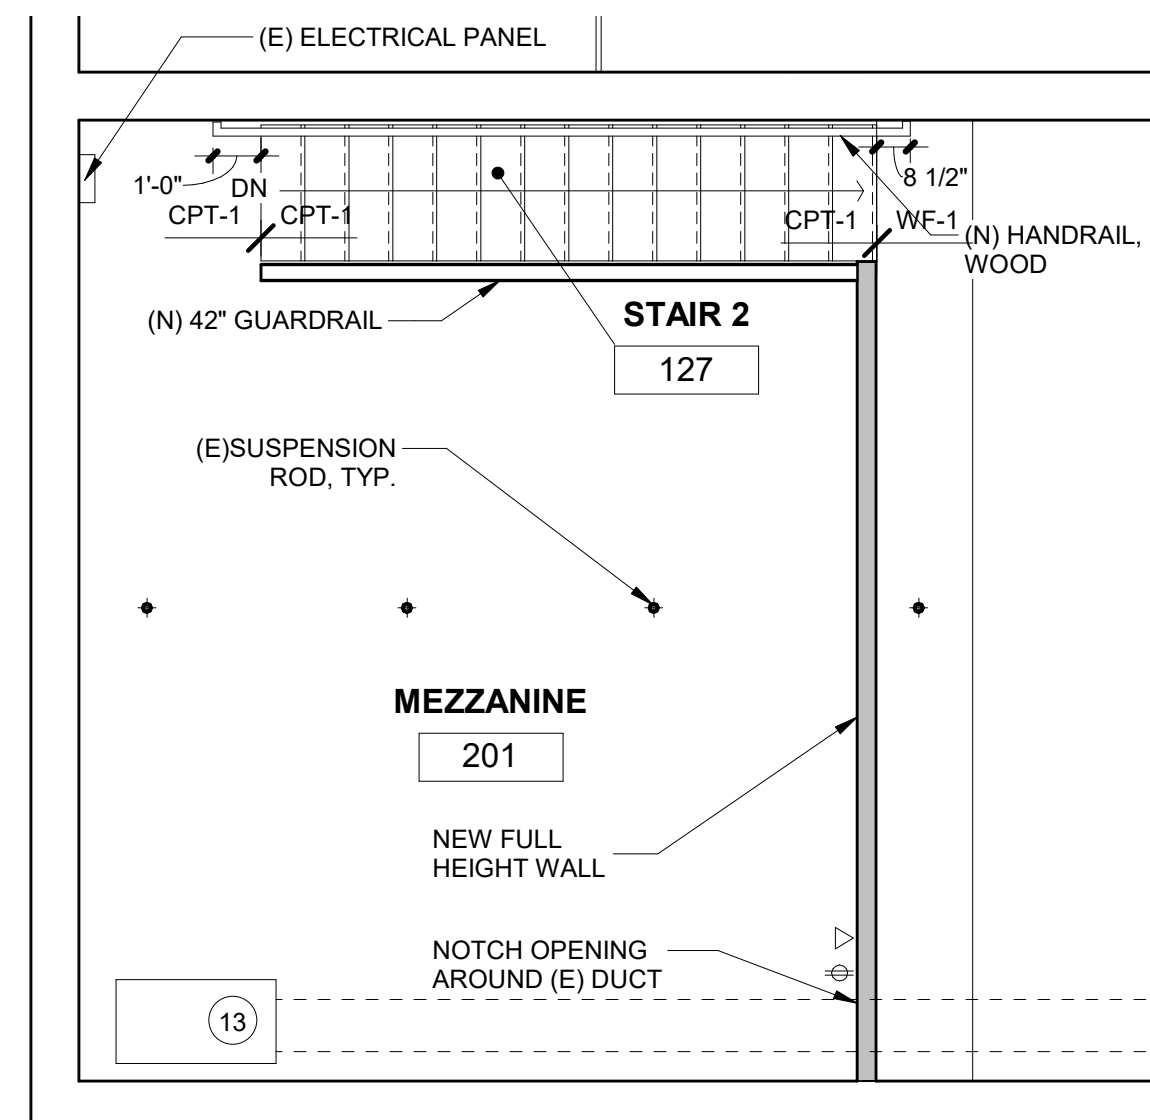 (E) ELECTRICAL PANEL
1'-0"
DN
8 1/2"
CPT-1
CPT-1
CPT-1
WF-1
(N) HANDRAIL,
WOOD
(N) 42" GUARDRAIL
STAIR 2
127
(E)SUSPENSION
ROD, TYP.
MEZZANINE
201
NEW FULL
HEIGHT WALL
NOTCH OPENING
AROUND (E) DUCT
13